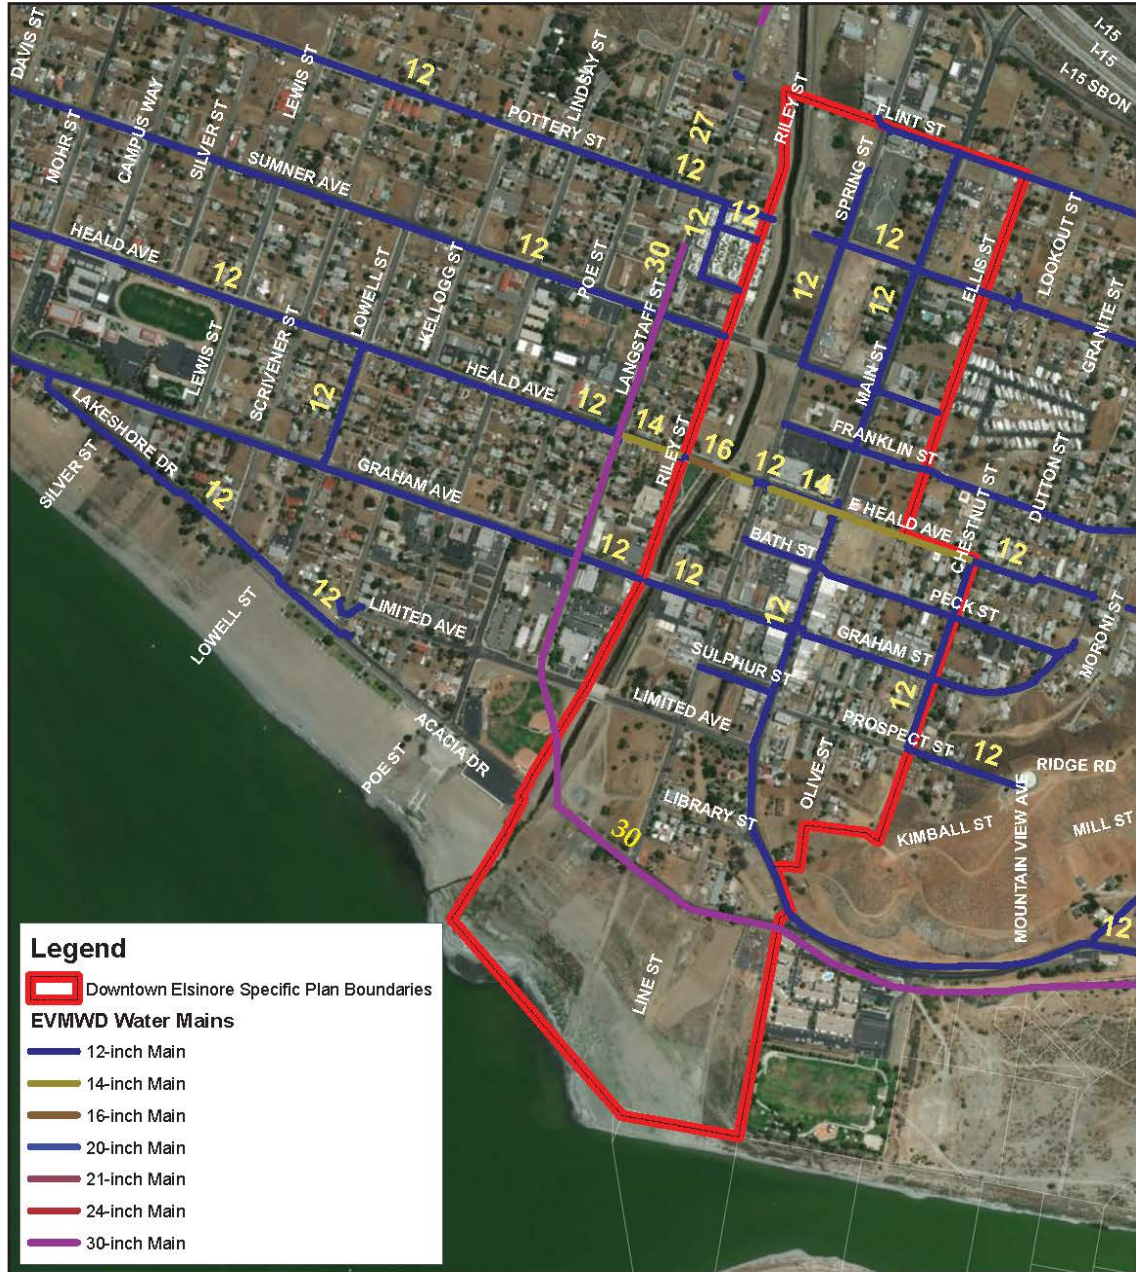 I-15
I-15
I-15 SBON
DAVIS ST
LEWIS ST
LINDSAY ST
12
MOHR ST
CAMPUS WAY
SILVER ST
POTTERY ST
27
RILEY ST
FLINT ST
SUMNER AVE
12
SPRING ST
LOOKOUT ST
HEALD AVE
12
LOWELL ST
KELLOGG ST
12
POE ST
30
12
12
12
12
12
ELLIS ST
GRANITE ST
LEWIS ST
SCRIVENER ST
12
HEALD AVE
12
LANGSTAFF ST
14
RILEY ST
16
12
14
MAIN ST
FRANKLIN ST
DUTTON ST
CHESTNUT ST
E HEALD AVE
12
LAKESHORE DR
SILVER ST
12
GRAHAM AVE
12
12
BATH ST
PECK ST
MORONI ST
12
LIMITED AVE
LOWELL ST
12
SULPHUR ST
GRAHAM ST
12
LIMITED AVE
PROSPECT ST
12
RIDGE RD
ACACIA DR
POE ST
OLIVE ST
LIBRARY ST
KIMBALL ST
MILL ST
MOUNTAIN VIEW AVE
30
12
LINE ST
Legend
Downtown Elsinore Specific Plan Boundaries
EVMWD Water Mains
12-inch Main
14-inch Main
16-inch Main
20-inch Main
21-inch Main
24-inch Main
30-inch Main